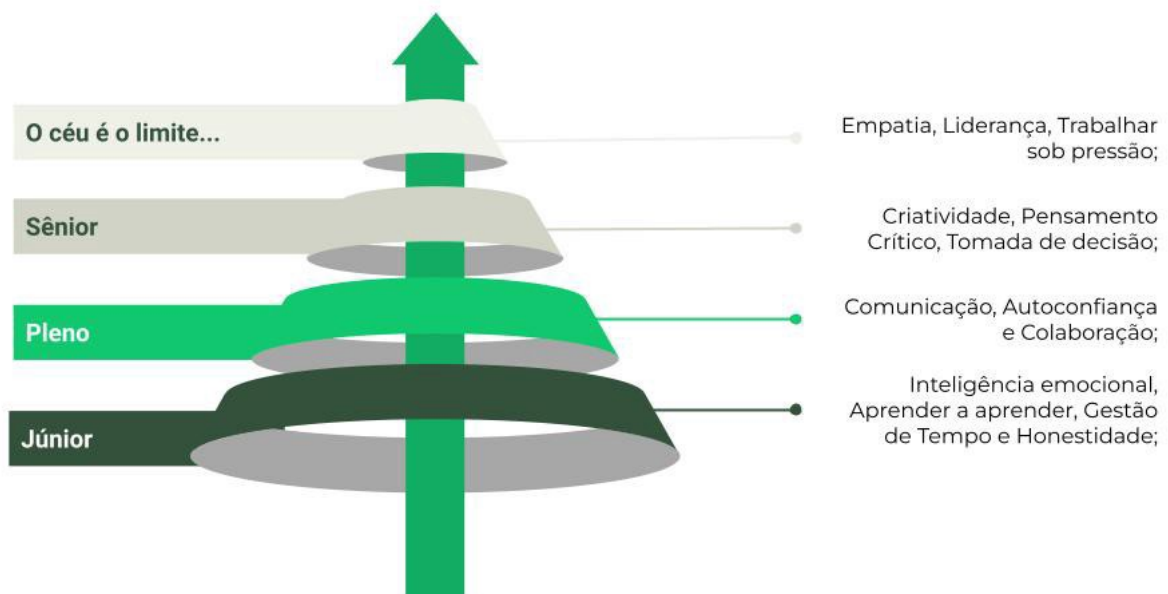 O céu é o limite...
Empatia, Liderança, Trabalhar
sob pressão;
Sênior
Criatividade, Pensamento
Crítico, Tomada de decisão;
Pleno
Comunicação, Autoconfiança
e Colaboração;
Júnior
Inteligência emocional,
Aprender a aprender, Gestão
de Tempo e Honestidade;